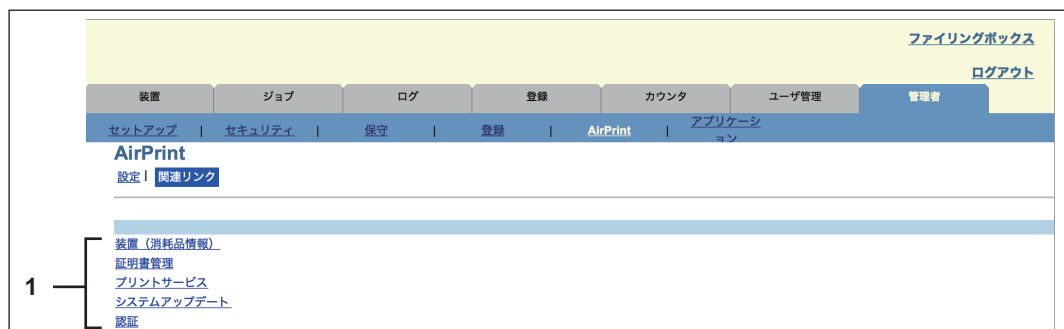 ファイリングボックス
ログアウト
装置 ジョブ ログ 登録 カウンタ ユーザ管理 管理者
セットアップ | セキュリティ | 保守 | 登録 | AirPrint | アプリケーシ
ョン
AirPrint
設定 | 関連リンク
装置（消耗品情報）
証明書管理
プリントサービス
システムアップデート
認証
1